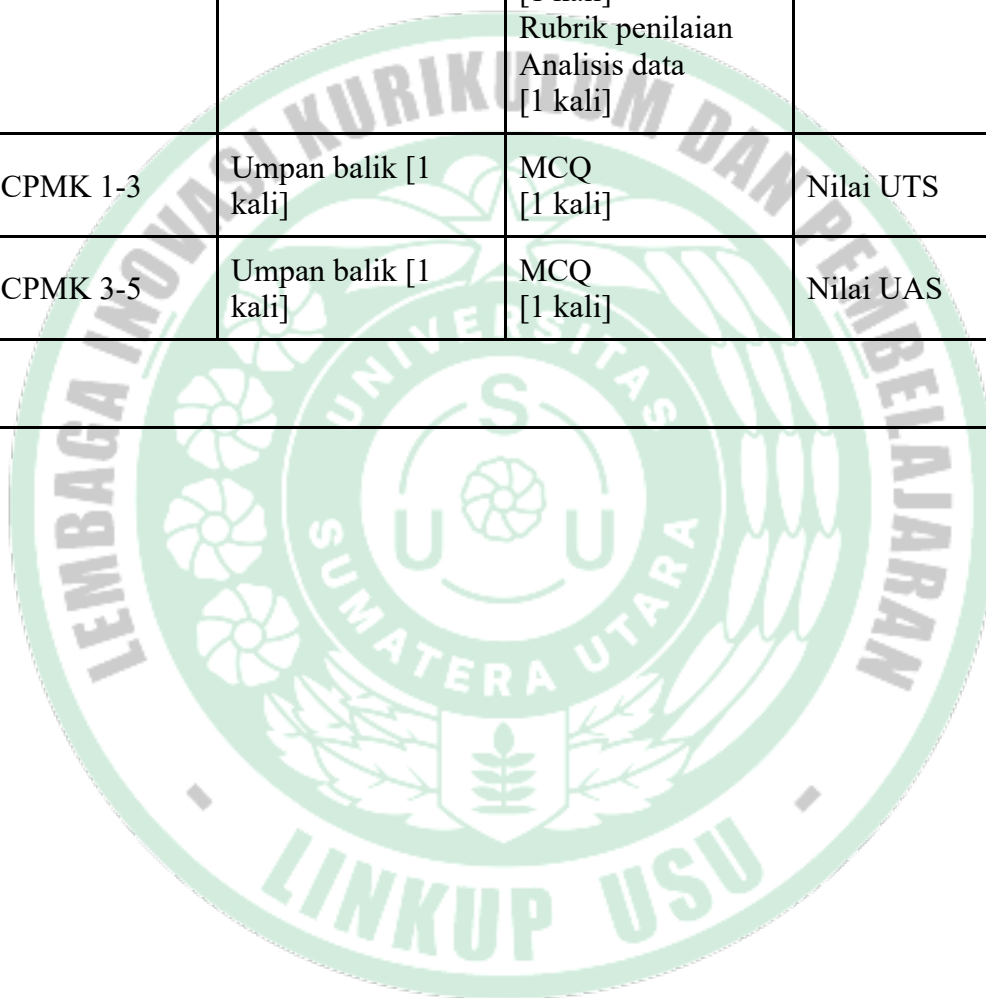 [1 kali]
Rubrik penilaian
Analisis data
[1 kali]
CPMK 1-3
Umpan balik [1
kali]
MCQ
[1 kali]
Nilai UTS
CPMK 3-5
Umpan balik [1
kali]
MCQ
[1 kali]
Nilai UAS
LEMBAGA INOVASI KURIKULUM DAN PEMBELAJARAN
UNIVERSITAS
SUMATERA UTARA
S
U U
LINKUP USU